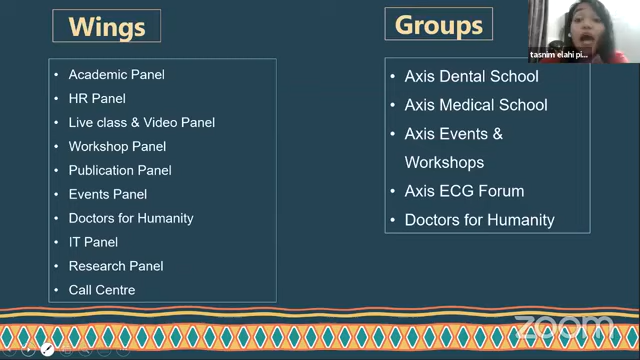 Wings
Academic Panel
HR Panel
Live class & Video Panel
Workshop Panel
Publication Panel
Events Panel
Doctors for Humanity
IT Panel
Research Panel
Call Centre
Groups
Axis Dental School
Axis Medical School
Axis Events &
Workshops
Axis ECG Forum
Doctors for Humanity
tasnim elahi pi...
zoom